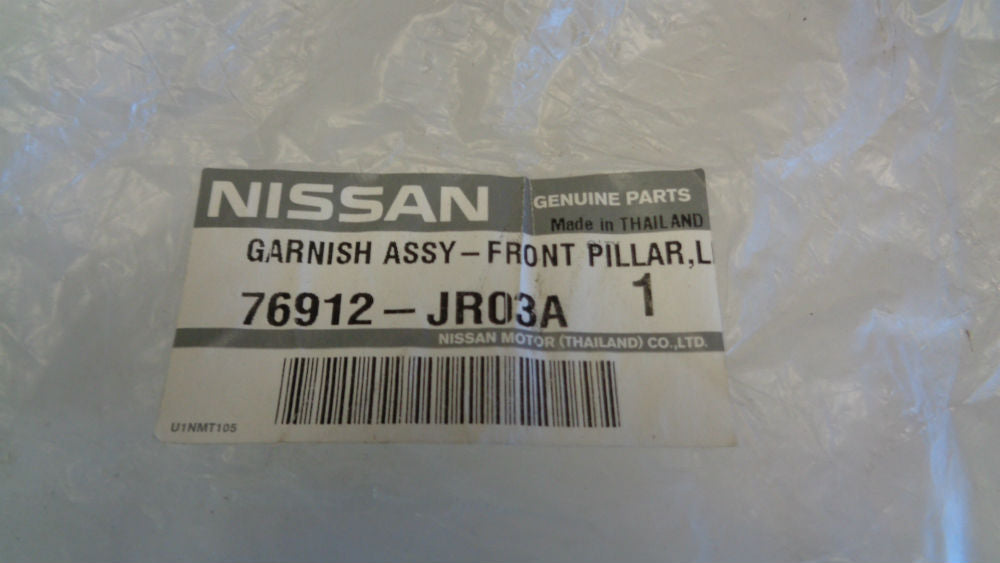 NISSAN
GENUINE PARTS
Made in THAILAND
GARNISH ASSY-FRONT PILLAR,L
76912-JR03A
1
NISSAN MOTOR (THAILAND) CO.,LTD.
U1NMT105